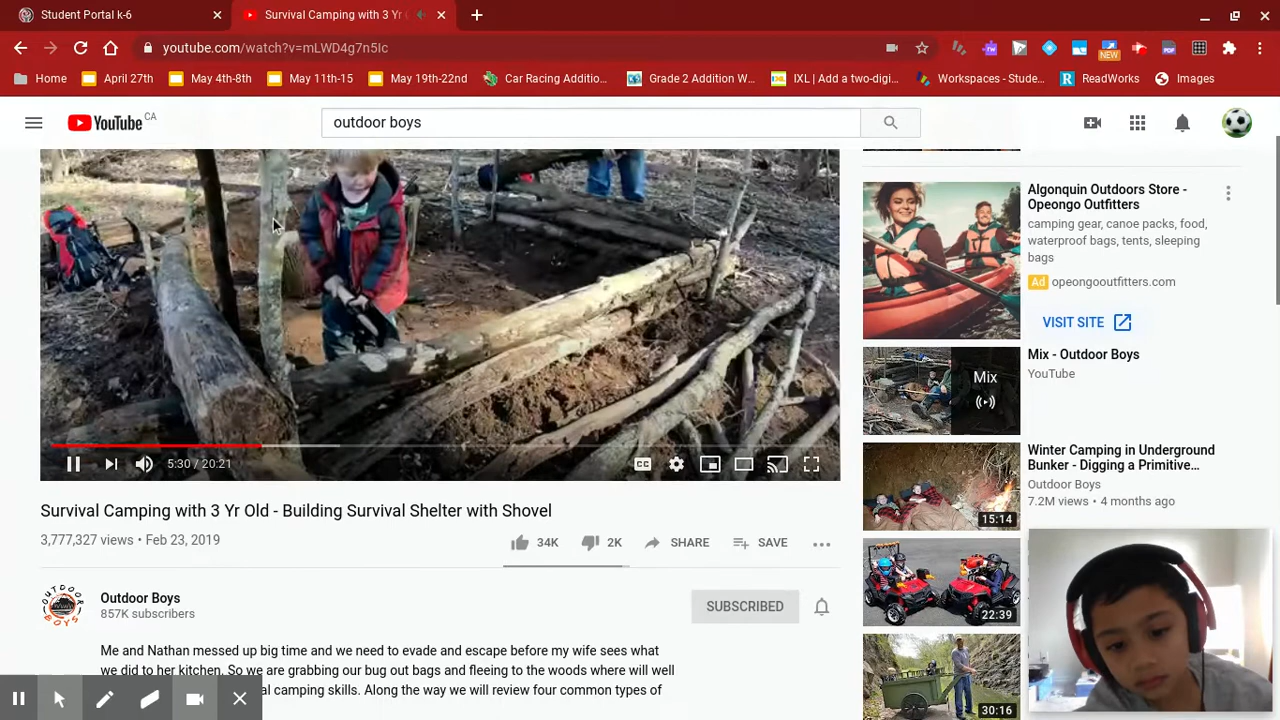 Student Portal k-6
Survival Camping with 3 Yr O
youtube.com/watch?v=mLWD4g7n5Ic
NEW
Home
April 27th
May 4th-8th
May 11th-15
May 19th-22nd
Car Racing Additio...
Grade 2 Addition W...
IXL | Add a two-digi...
Workspaces - Stude...
ReadWorks
Images
YouTube CA
outdoor boys
5:30 / 20:21
CC
Survival Camping with 3 Yr Old - Building Survival Shelter with Shovel
3,777,327 views • Feb 23, 2019
34K
2K
SHARE
SAVE
Outdoor Boys
857K subscribers
SUBSCRIBED
Me and Nathan messed up big time and we need to evade and escape before my wife sees what
we did to her kitchen. So we are grabbing our bug out bags and fleeing to the woods where will well
al camping skills. Along the way we will review four common types of
Algonquin Outdoors Store -
Opeongo Outfitters
camping gear, canoe packs, food,
waterproof bags, tents, sleeping
bags
Ad opeongooutfitters.com
VISIT SITE
Mix
Mix - Outdoor Boys
YouTube
Winter Camping in Underground
Bunker - Digging a Primitive...
Outdoor Boys
7.2M views • 4 months ago
15:14
22:39
30:16